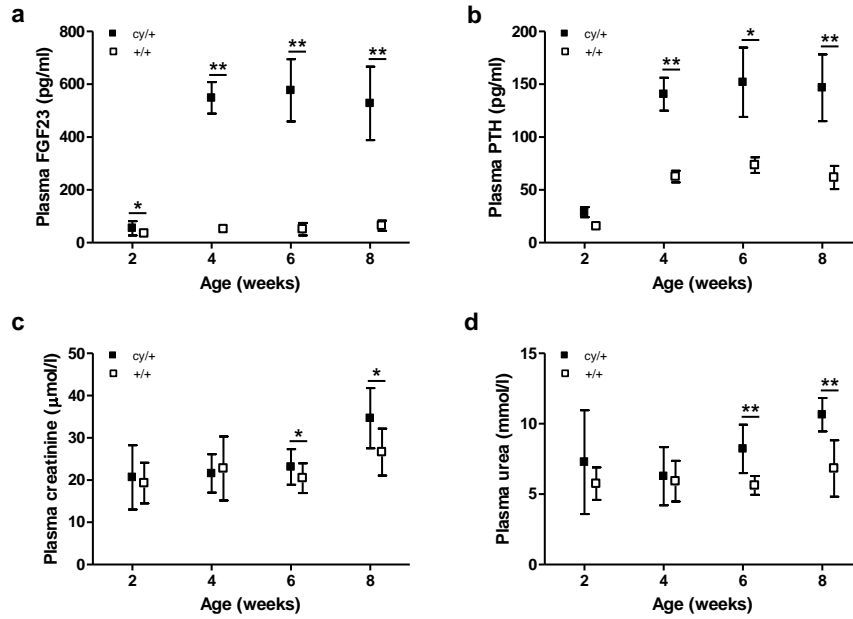 a
800
600
400
200
0
Plasma FGF23 (pg/ml)
cy/+
+/+
*
**
**
**
2 4 6 8
Age (weeks)
b
200
150
100
50
0
Plasma PTH (pg/ml)
cy/+
+/+
**
*
**
2 4 6 8
Age (weeks)
c
50
40
30
20
10
0
Plasma creatinine (μmol/l)
cy/+
+/+
*
*
2 4 6 8
Age (weeks)
d
15
10
5
0
Plasma urea (mmol/l)
cy/+
+/+
**
**
2 4 6 8
Age (weeks)